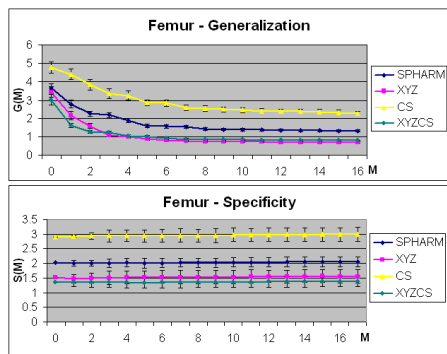 Femur - Generalization
G(M)
6
5
4
3
2
1
0
0 2 4 6 8 10 12 14 16 M
SPHARM
XYZ
CS
XYZCS
Femur - Specificity
S(M)
3.5
3
2.5
2
1.5
1
0.5
0
0 2 4 6 8 10 12 14 16 M
SPHARM
XYZ
CS
XYZCS